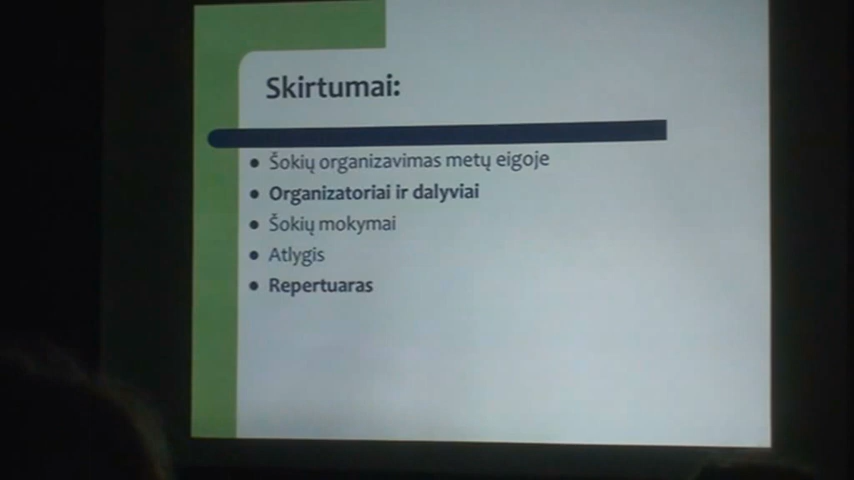 Skirtumai:
• Šokių organizavimas metų eigoje
• Organizatoriai ir dalyviai
• Šokių mokymai
• Atlygis
• Repertuaras